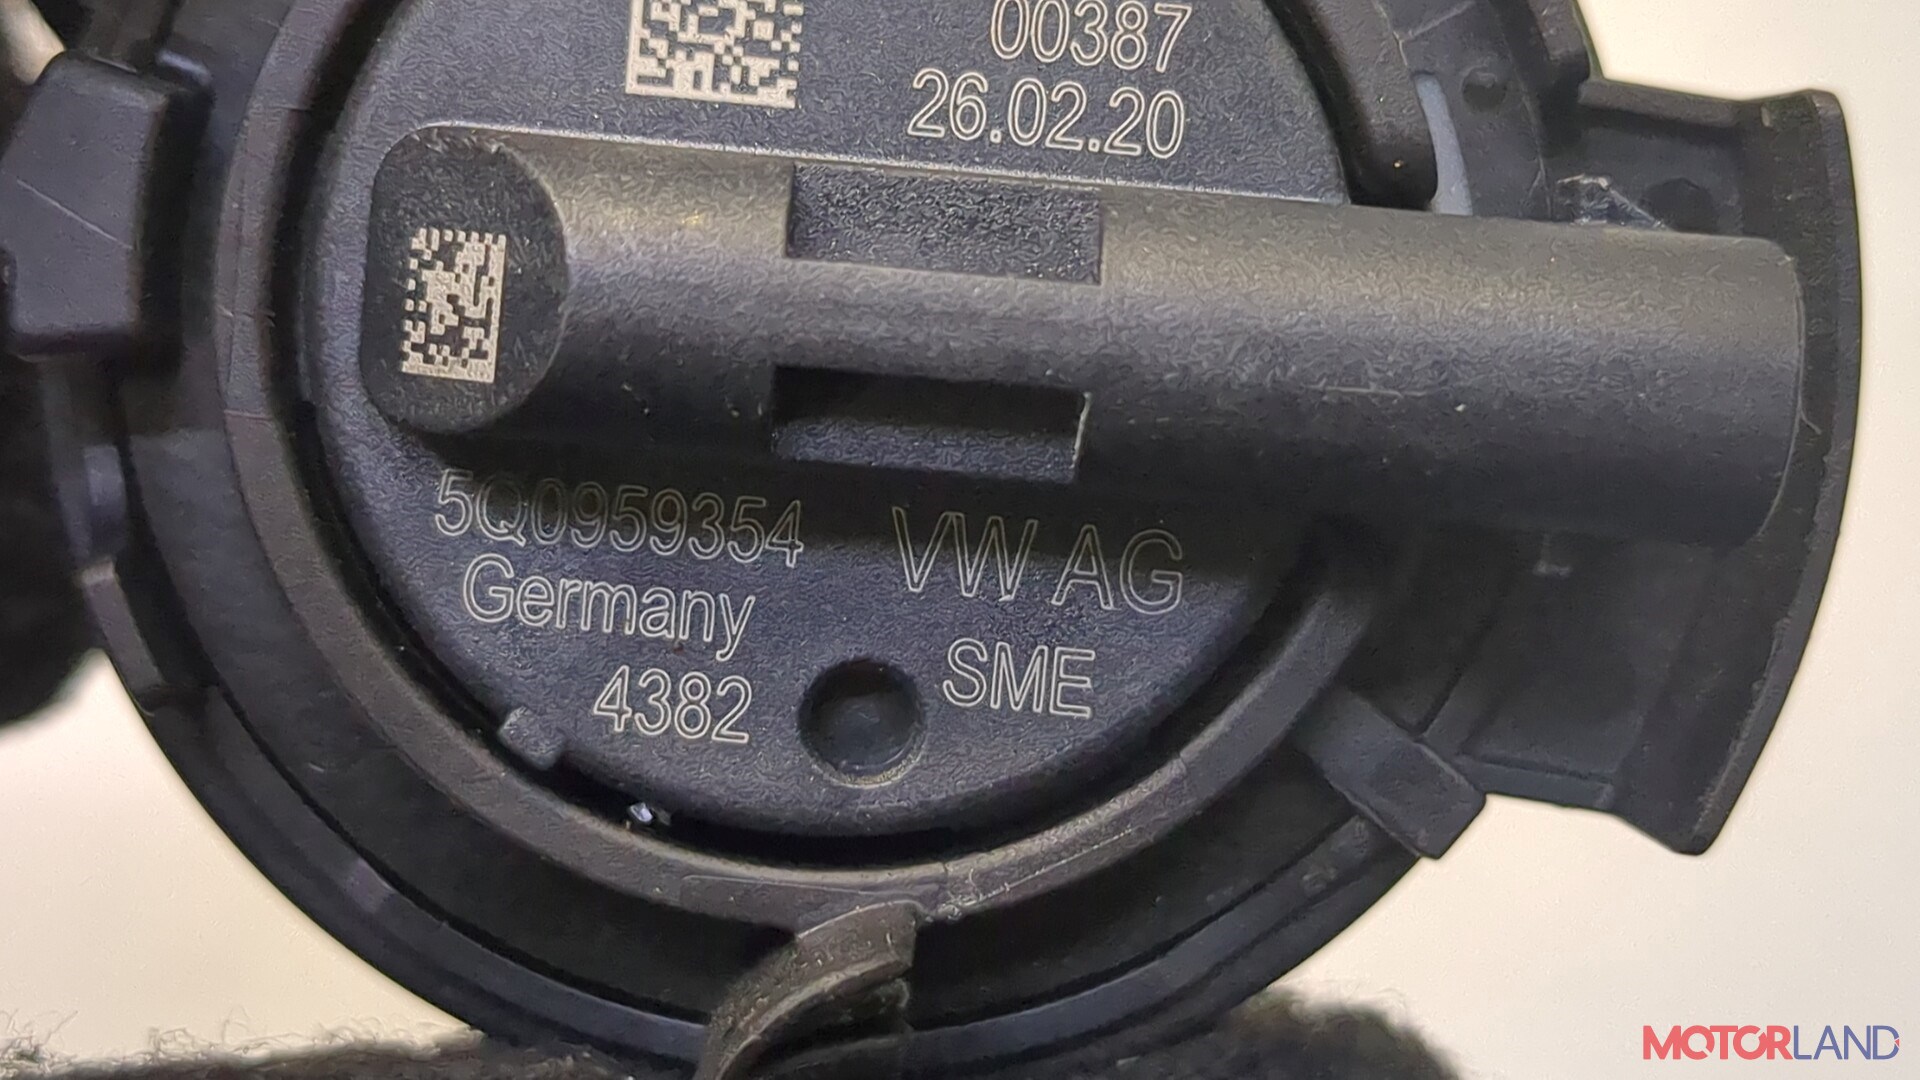 00387
26.02.20
5Q0959354 VW AG
Germany
4382 SME
MOTORLAND